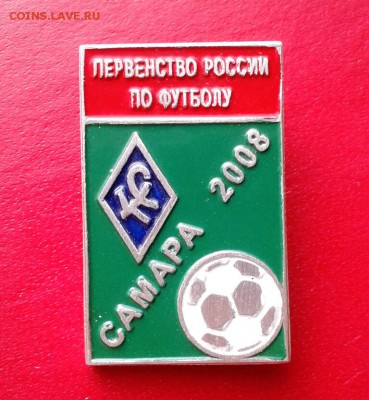 COINS.LAVE.RU
ПЕРВЕНСТВО РОССИИ
ПО ФУТБОЛУ
КС
САМАРА 2008